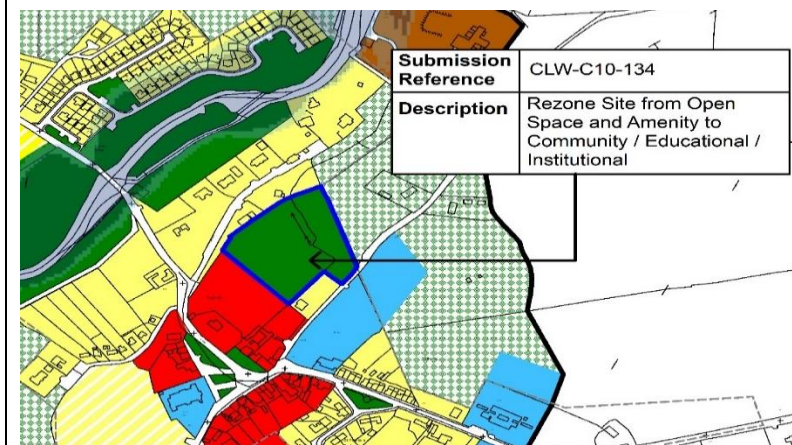 Submission Reference
CLW-C10-134
Description
Rezone Site from Open
Space and Amenity to
Community / Educational /
Institutional